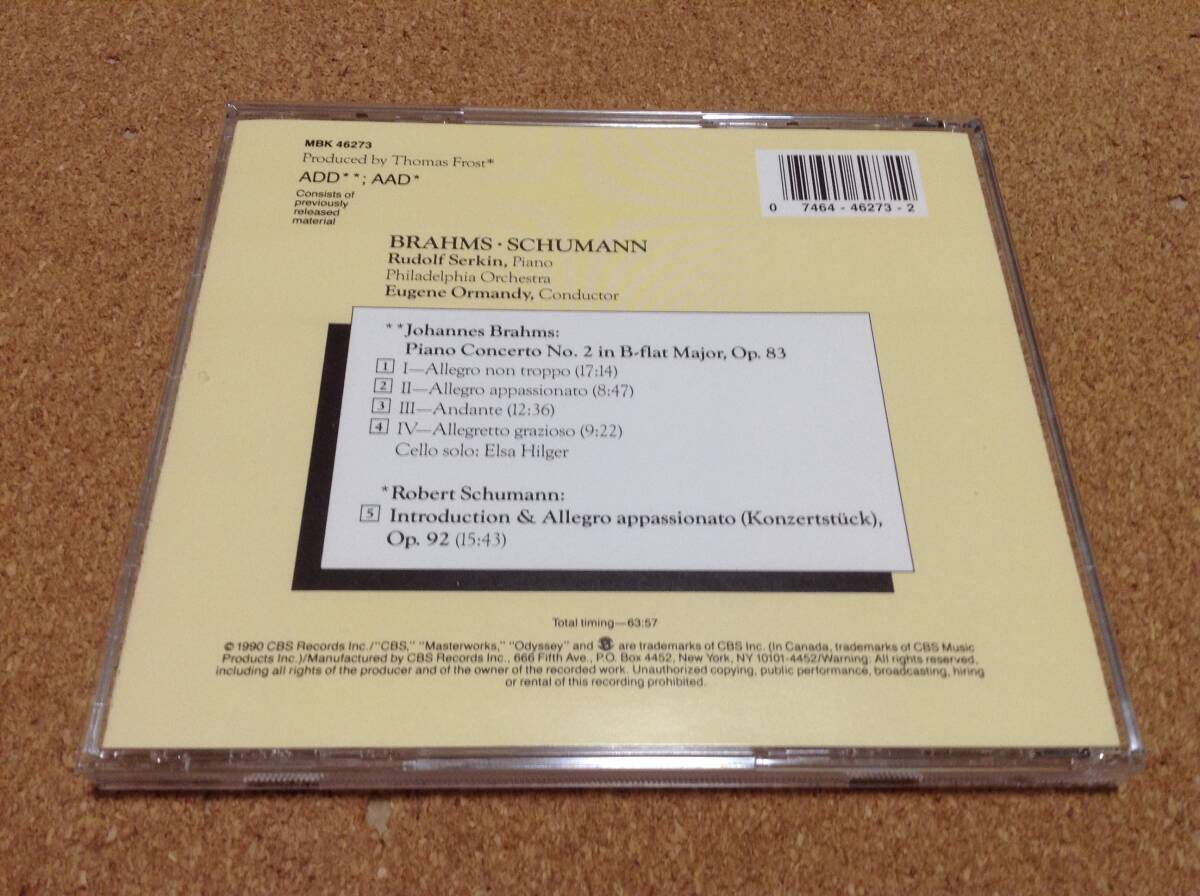 MBK 46273
Produced by Thomas Frost*
ADD**; AAD*
Consists of
previously
released
material
0 7464-46273-2
BRAHMS · SCHUMANN
Rudolf Serkin, Piano
Philadelphia Orchestra
Eugene Ormandy, Conductor
**Johannes Brahms:
Piano Concerto No. 2 in B-flat Major, Op. 83
1 I—Allegro non troppo (17:14)
2 II—Allegro appassionato (8:47)
3 III—Andante (12:36)
4 IV—Allegretto grazioso (9:22)
Cello solo: Elsa Hilger
*Robert Schumann:
5 Introduction & Allegro appassionato (Konzertstück),
Op. 92 (15:43)
Total timing—63:57
℗1990 CBS Records Inc./"CBS," "Masterworks," "Odyssey" and are trademarks of CBS Inc. (In Canada, trademarks of CBS Music
Products Inc.)/Manufactured by CBS Records Inc., 666 Fifth Ave., P.O. Box 4452, New York, NY 10101-4452/Warning: All rights reserved,
including all rights of the producer and of the owner of the recorded work. Unauthorized copying, public performance, broadcasting, hiring
or rental of this recording prohibited.